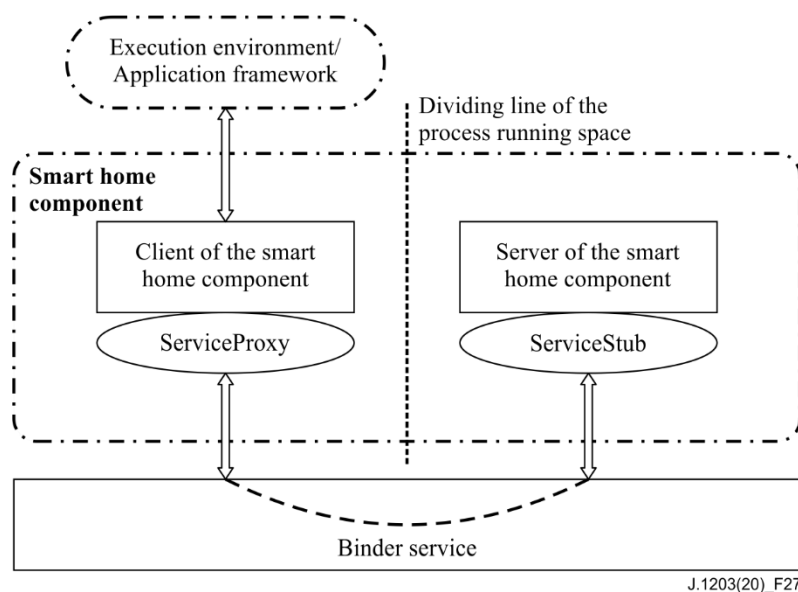 Execution environment/
Application framework
Dividing line of the
process running space
Smart home
component
Client of the smart
home component
Server of the smart
home component
ServiceProxy
ServiceStub
Binder service
J.1203(20)_F27